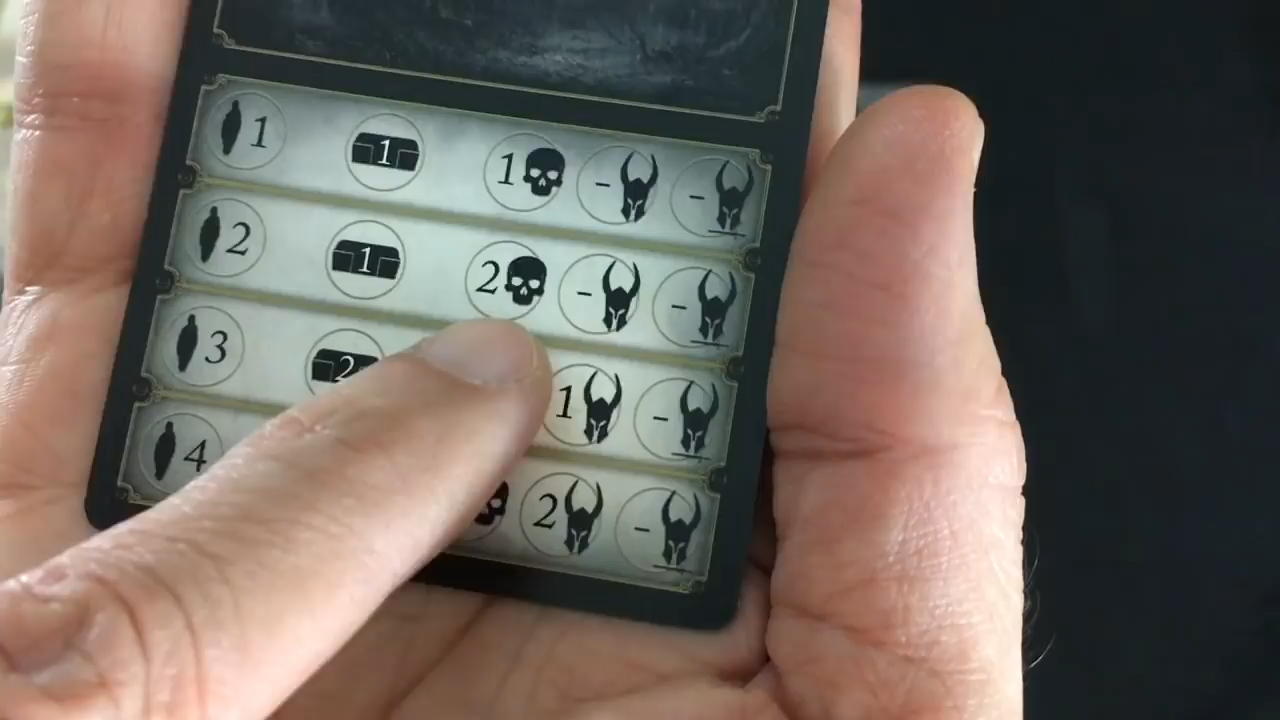 1 1 1 - -
2 1 2 - -
3 2 1 -
4 2 -